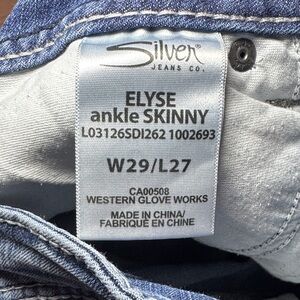 Silver
JEANS CO.
ELYSE
ankle SKINNY
L03126SDI262 1002693
W29/L27
CA00508
WESTERN GLOVE WORKS
MADE IN CHINA/
FABRIQUÉ EN CHINE